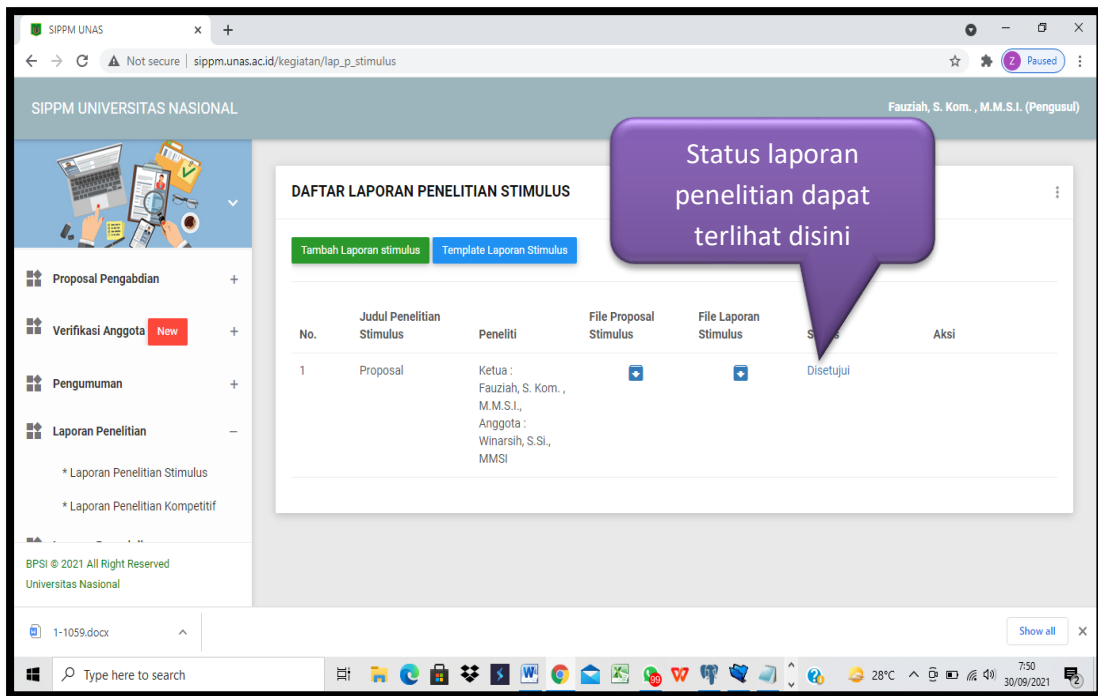 SIPPM UNAS
Not secure | sippm.unas.ac.id/kegiatan/lap_p_stimulus
Z Paused
SIPPM UNIVERSITAS NASIONAL
Fauziah, S. Kom. , M.M.S.I. (Pengusul)
Status laporan
penelitian dapat
terlihat disini
DAFTAR LAPORAN PENELITIAN STIMULUS
Tambah Laporan stimulus Template Laporan Stimulus
Proposal Pengabdian +
Verifikasi Anggota New +
Pengumuman +
Laporan Penelitian –
* Laporan Penelitian Stimulus
* Laporan Penelitian Kompetitif
No.
Judul Penelitian
Stimulus
Peneliti
File Proposal
Stimulus
File Laporan
Stimulus
Aksi
1
Proposal
Ketua :
Fauziah, S. Kom. ,
M.M.S.I.,
Anggota :
Winarsih, S.Si.,
MMSI
Disetujui
BPSI © 2021 All Right Reserved
Universitas Nasional
1-1059.docx
Show all
Type here to search
99
28°C
7:50
30/09/2021
2